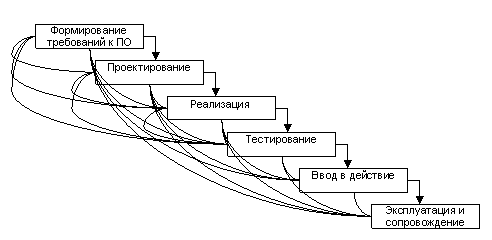 Формирование
требований к ПО
Проектирование
Реализация
Тестирование
Ввод в действие
Эксплуатация и
сопровождение